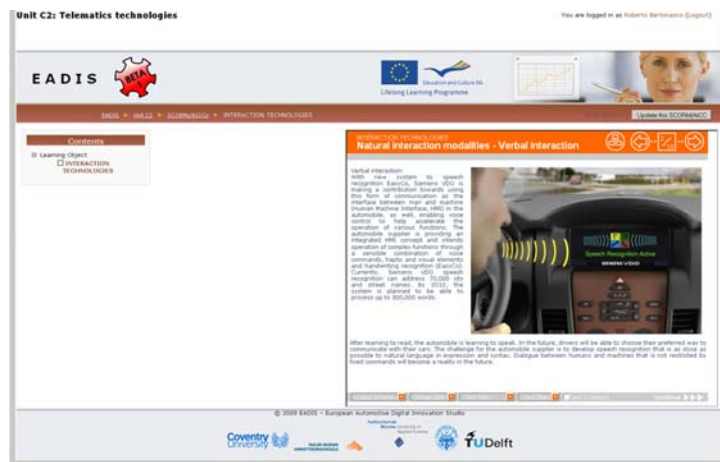 Unit C2: Telematics technologies
You are logged in as Roberto Bertonasco (Logout)
EADIS
BETA
Education and Culture DG
Lifelong Learning Programme
EADIS ► Unit C2 ► SCORMs/AICCs ► INTERACTION TECHNOLOGIES
Update this SCORM/AICC
Contents
Learning Object
INTERACTION
TECHNOLOGIES
INTERACTION TECHNOLOGIES
Natural interaction modalities - Verbal interaction
Verbal interaction:
With new system to speech
recognition EasyCo, Siemens VDO is
making a contribution towards using
this form of communication as the
interface between man and machine
(Human Machine Interface, HMI) in the
automobile, as well, enabling voice
control to help accelerate the
operation of various functions. The
automobile supplier is providing an
integrated HMI concept and intends
operation of complex functions through
a sensible combination of voice
commands, haptic and visual elements
and handwriting recognition (EasyCo).
Currently, Siemens VDO speech
recognition can address 70,000 city
and street names. By 2012, the
system is planned to be able to
process up to 300,000 words.
Speech Recognition Active
SIEMENS VDO
After learning to read, the automobile is learning to speak. In the future, drivers will be able to choose their preferred was to
communicate with their cars. The challenge for the automobile supplier is to develop speech recognition that is as close as
possible to natural language in expression and syntax. Dialogue between humans and machines that is not restricted by
fixed commands will become a reality in the future.
© 2009 EADIS - European Automotive Digital Innovation Studio
Coventry
University
TUDelft